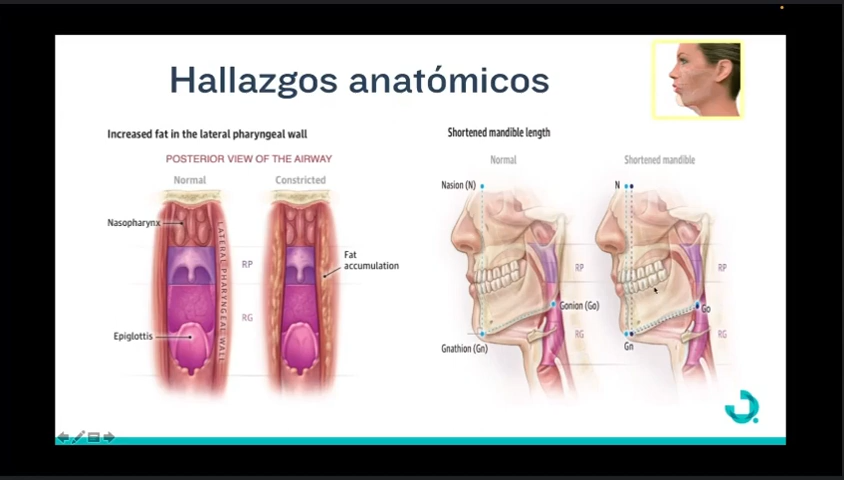 Hallazgos anatómicos
Increased fat in the lateral pharyngeal wall
POSTERIOR VIEW OF THE AIRWAY
Normal
Constricted
Nasopharynx
LATERAL PHARYNGEAL WALL
RP
Fat
accumulation
RG
Epiglottis
Shortened mandible length
Normal
Shortened mandible
Nasion (N)
N
RP
RP
Gonion (Go)
Go
RG
RG
Gnathion (Gn)
Gn